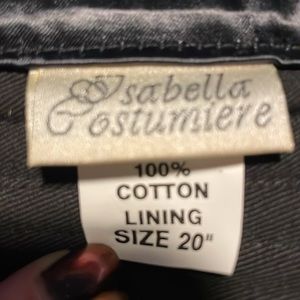 Isabella
Costumiere
100%
COTTON
LINING
SIZE 20"